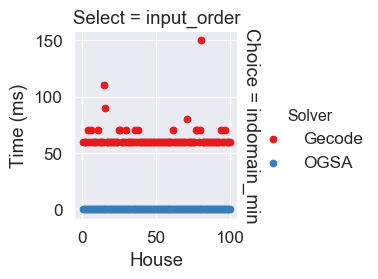 Select = input_order
Time (ms)
150
100
50
0
0
50
100
House
Choice = indomain_min
Solver
Gecode
OGSA